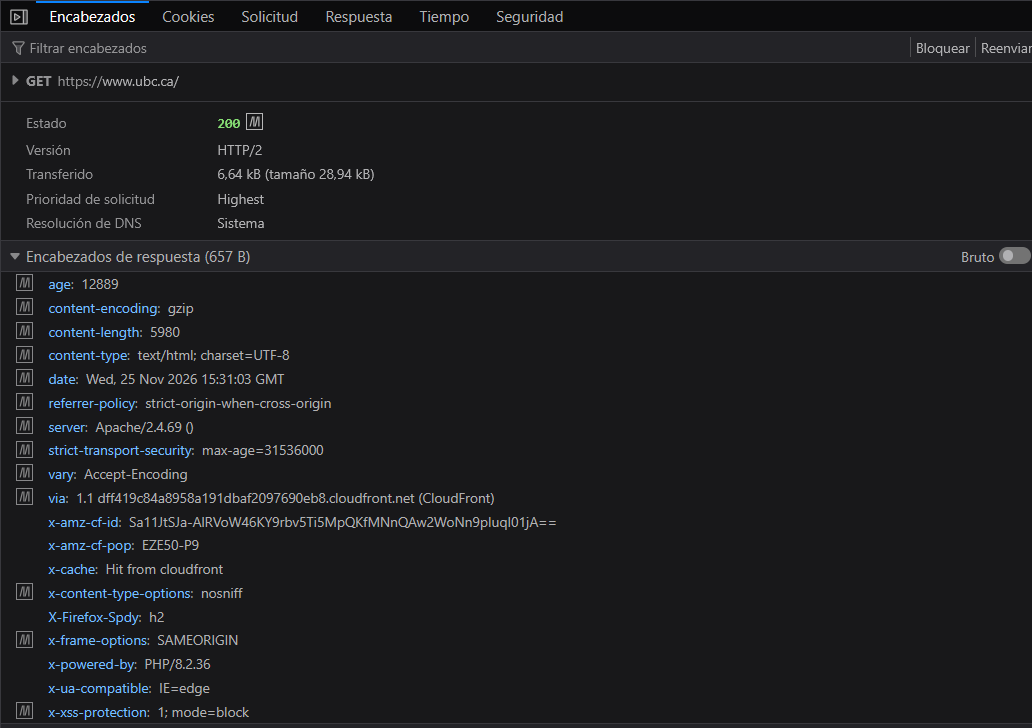 Encabezados Cookies Solicitud Respuesta Tiempo Seguridad
Filtrar encabezados Bloquear Reenviar
GET https://www.ubc.ca/
Estado 200
Versión HTTP/2
Transferido 6,64 kB (tamaño 28,94 kB)
Prioridad de solicitud Highest
Resolución de DNS Sistema
Encabezados de respuesta (657 B) Bruto
age: 12889
content-encoding: gzip
content-length: 5980
content-type: text/html; charset=UTF-8
date: Wed, 25 Nov 2026 15:31:03 GMT
referrer-policy: strict-origin-when-cross-origin
server: Apache/2.4.69 ()
strict-transport-security: max-age=31536000
vary: Accept-Encoding
via: 1.1 dff419c84a8958a191dbaf2097690eb8.cloudfront.net (CloudFront)
x-amz-cf-id: Sa11JtSJa-AlRVoW46KY9rbv5Ti5MpQKfMNnQAw2WoNn9pIuqI01jA==
x-amz-cf-pop: EZE50-P9
x-cache: Hit from cloudfront
x-content-type-options: nosniff
X-Firefox-Spdy: h2
x-frame-options: SAMEORIGIN
x-powered-by: PHP/8.2.36
x-ua-compatible: IE=edge
x-xss-protection: 1; mode=block